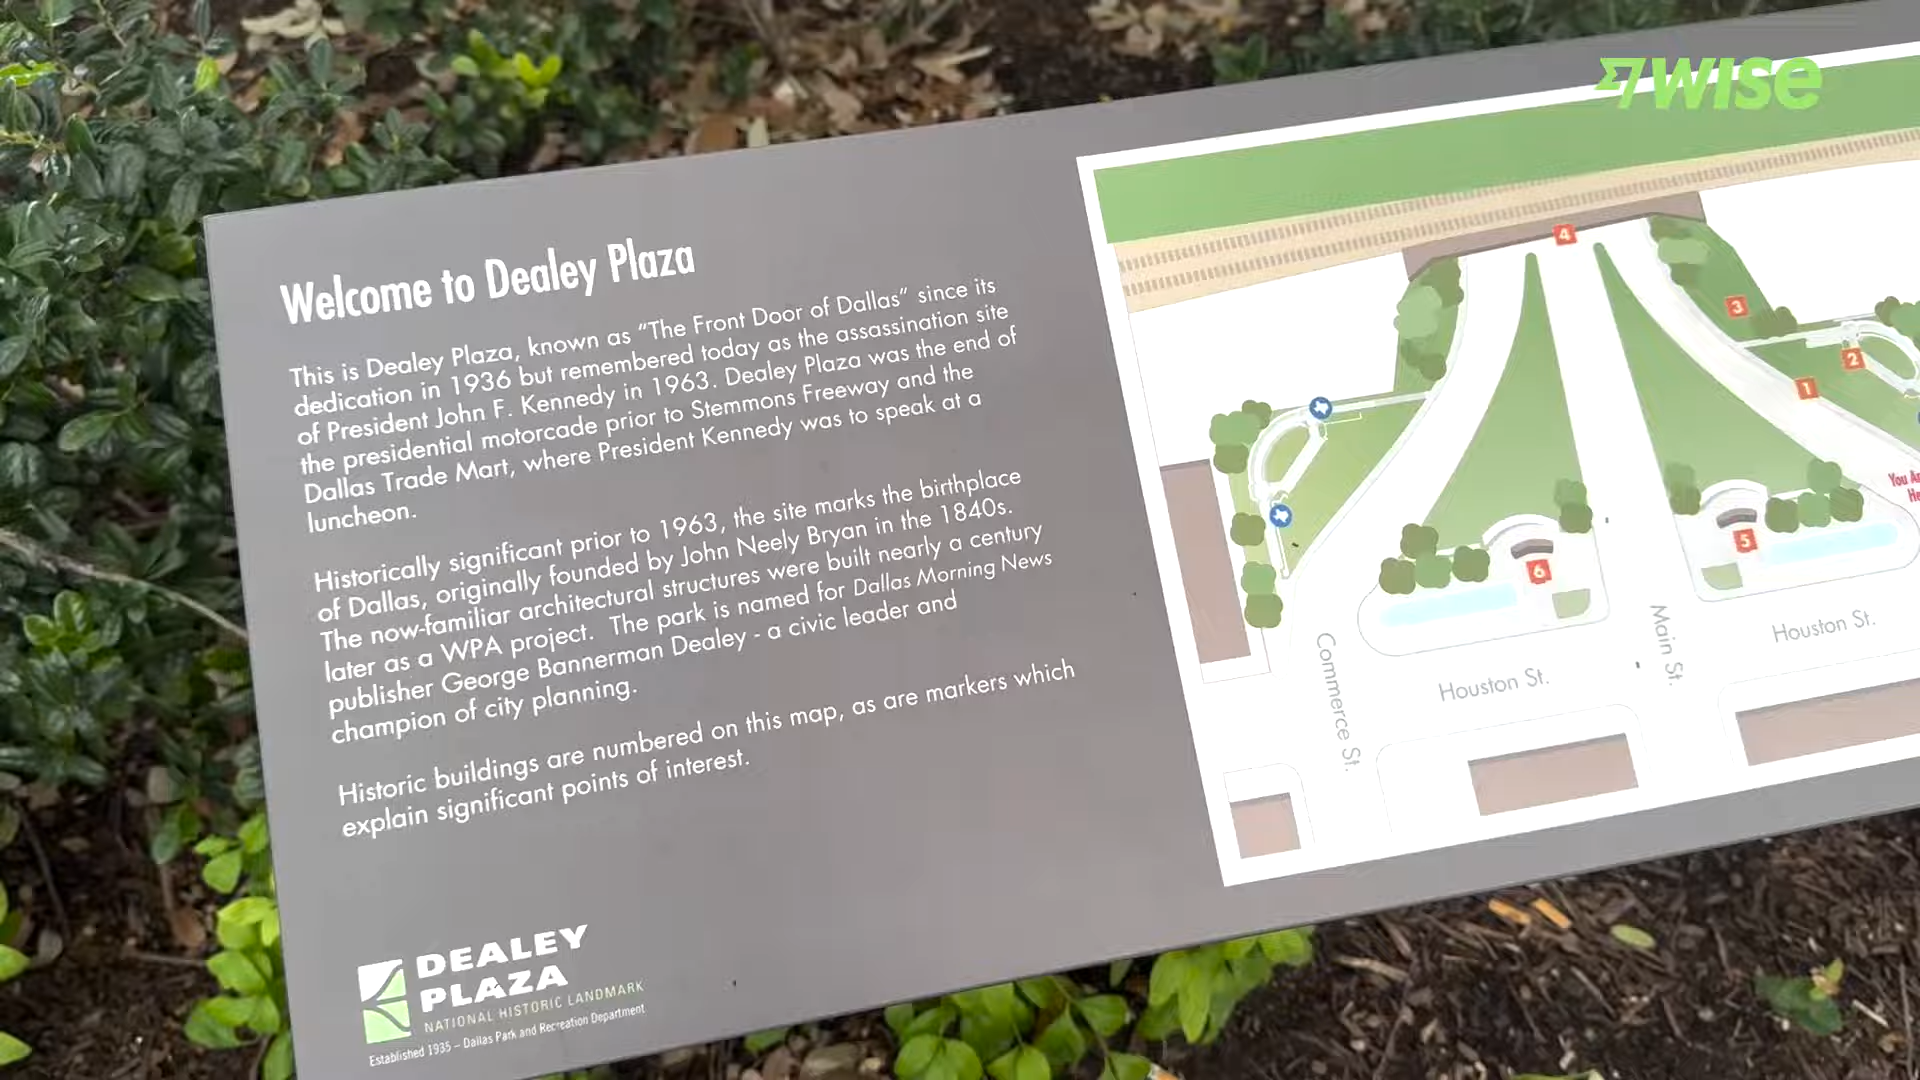 WISE
Welcome to Dealey Plaza
This is Dealey Plaza, known as “The Front Door of Dallas” since its
dedication in 1936 but remembered today as the assassination site
of President John F. Kennedy in 1963. Dealey Plaza was the end of
the presidential motorcade prior to Stemmons Freeway and the
Dallas Trade Mart, where President Kennedy was to speak at a
luncheon.
Historically significant prior to 1963, the site marks the birthplace
of Dallas, originally founded by John Neely Bryan in the 1840s.
The now-familiar architectural structures were built nearly a century
later as a WPA project. The park is named for Dallas Morning News
publisher George Bannerman Dealey - a civic leader and
champion of city planning.
Historic buildings are numbered on this map, as are markers which
explain significant points of interest.
DEALEY
PLAZA
NATIONAL HISTORIC LANDMARK
Established 1935 – Dallas Park and Recreation Department
4
3
2
1
You
5
6
Commerce St.
Houston St.
Main St.
Houston St.